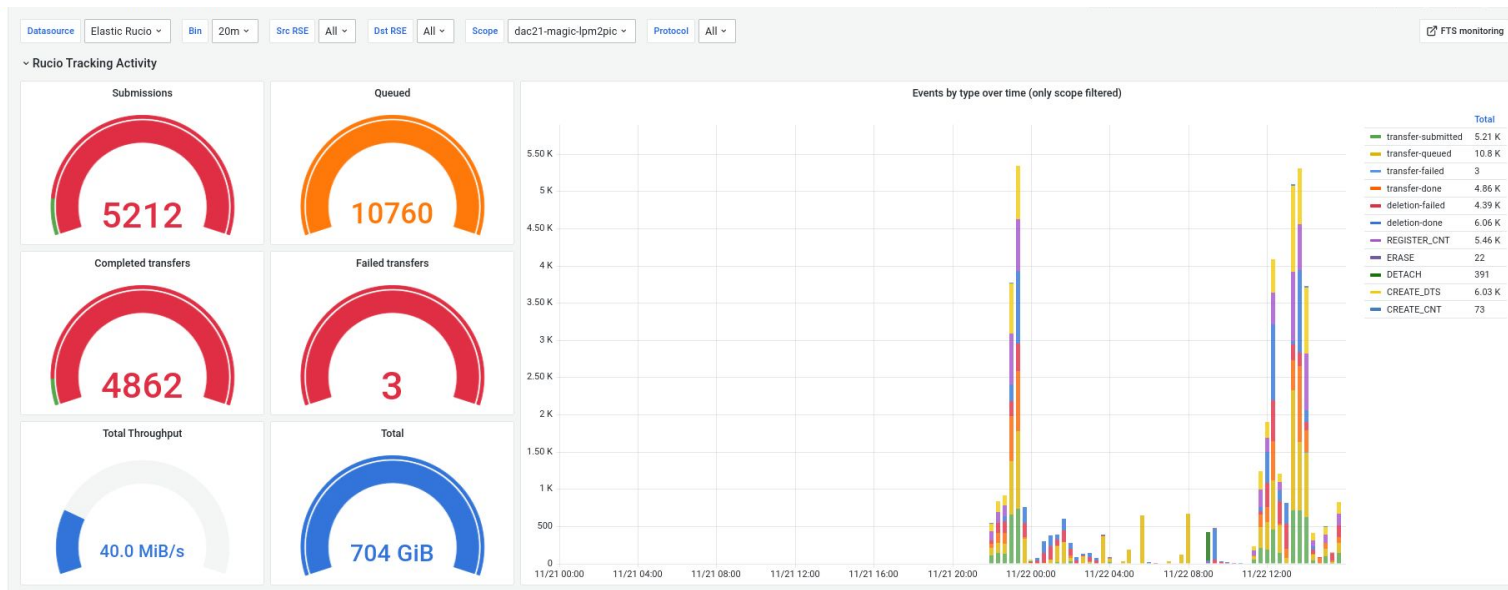 Datasource Elastic Rucio Bin 20m Src RSE All Dst RSE All Scope dac21-magic-lpm2pic Protocol All FTS monitoring
Rucio Tracking Activity
Submissions
5212
Queued
10760
Completed transfers
4862
Failed transfers
3
Total Throughput
40.0 MiB/s
Total
704 GiB
Events by type over time (only scope filtered)
5.50 K
5 K
4.50 K
4 K
3.50 K
3 K
2.50 K
2 K
1.50 K
1 K
500
0
11/21 00:00 11/21 04:00 11/21 08:00 11/21 12:00 11/21 16:00 11/21 20:00 11/22 00:00 11/22 04:00 11/22 08:00 11/22 12:00
Total
transfer-submitted 5.21 K
transfer-queued 10.8 K
transfer-failed 3
transfer-done 4.86 K
deletion-failed 4.39 K
deletion-done 6.06 K
REGISTER_CNT 5.46 K
ERASE 22
DETACH 391
CREATE_DTS 6.03 K
CREATE_CNT 73